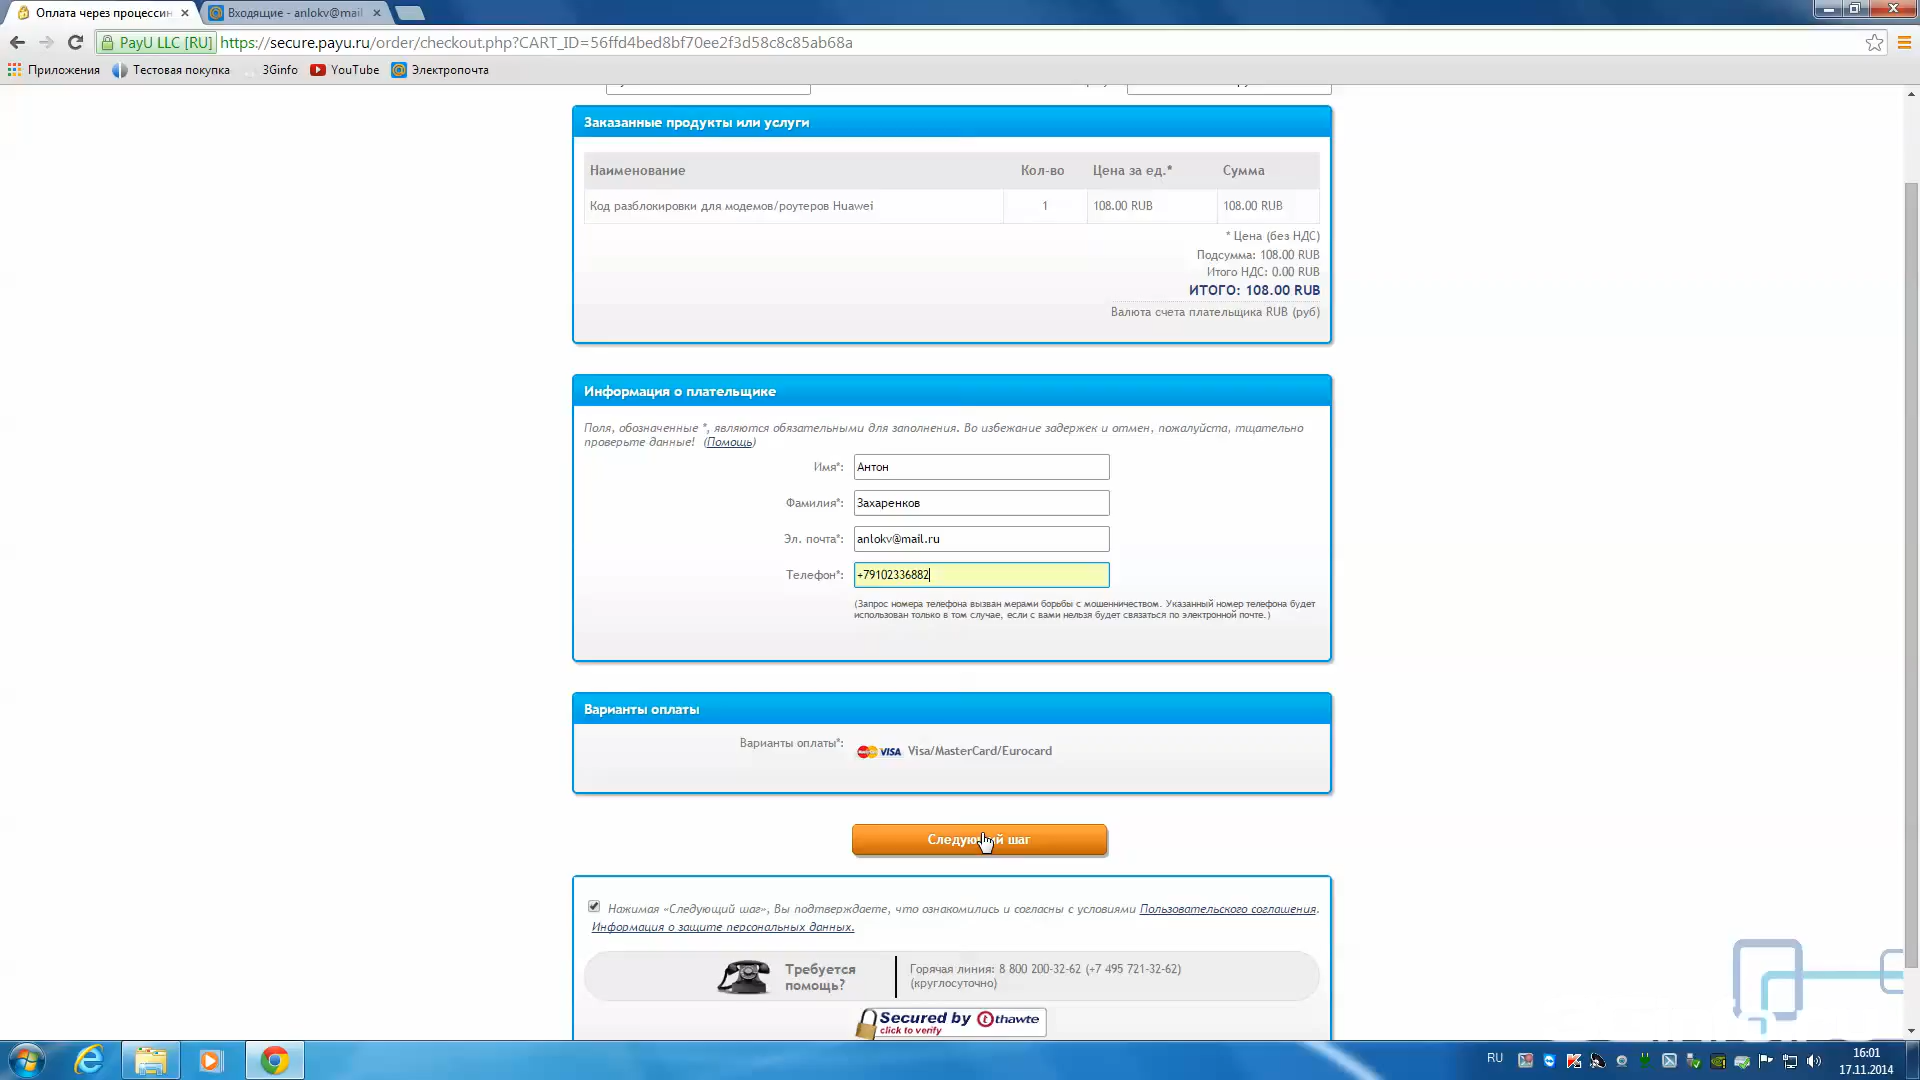 Оплата через процессин
Входящие - anlokv@mail
PayU LLC [RU]
https://secure.payu.ru/order/checkout.php?CART_ID=56ffd4bed8bf70ee2f3d58c8c85ab68a
Приложения
Тестовая покупка
3Ginfo
YouTube
Электропочта
Заказанные продукты или услуги
Наименование
Кол-во
Цена за ед.*
Сумма
Код разблокировки для модемов/роутеров Huawei
1
108.00 RUB
108.00 RUB
* Цена (без НДС)
Подсумма: 108.00 RUB
Итого НДС: 0.00 RUB
ИТОГО: 108.00 RUB
Валюта счета плательщика RUB (руб)
Информация о плательщике
Поля, обозначенные *, являются обязательными для заполнения. Во избежание задержек и отмен, пожалуйста, тщательно
проверьте данные! (Помощь)
Имя*:
Антон
Фамилия*:
Захаренков
Эл. почта*:
anlokv@mail.ru
Телефон*:
+79102336882
(Запрос номера телефона вызван мерами борьбы с мошенничеством. Указанный номер телефона будет
использован только в том случае, если с вами нельзя будет связаться по электронной почте.)
Варианты оплаты
Варианты оплаты*:
MasterCard
VISA
Visa/MasterCard/Eurocard
Следующий шаг
Нажимая «Следующий шаг», Вы подтверждаете, что ознакомились и согласны с условиями Пользовательского соглашения.
Информация о защите персональных данных.
Требуется
помощь?
Горячая линия: 8 800 200-32-62 (+7 495 721-32-62)
(круглосуточно)
Secured by thawte
click to verify
RU
16:01
17.11.2014